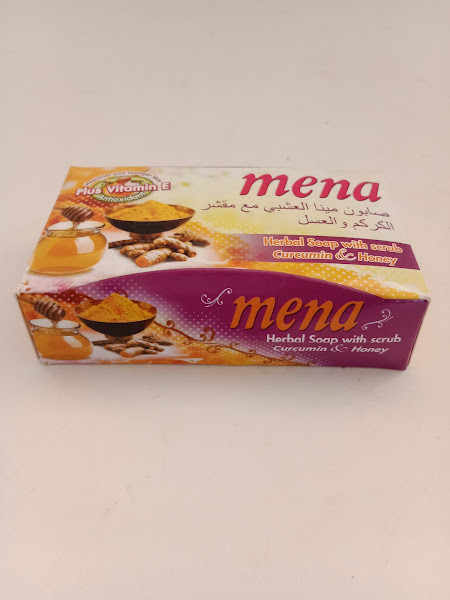 Plus Vitamin E
Antioxidant
mena
صابون مينا العشبي مع مقشر
الكركم والعسل
Herbal Soap with scrub
Curcumin & Honey
mena
Herbal Soap with scrub
Curcumin & Honey